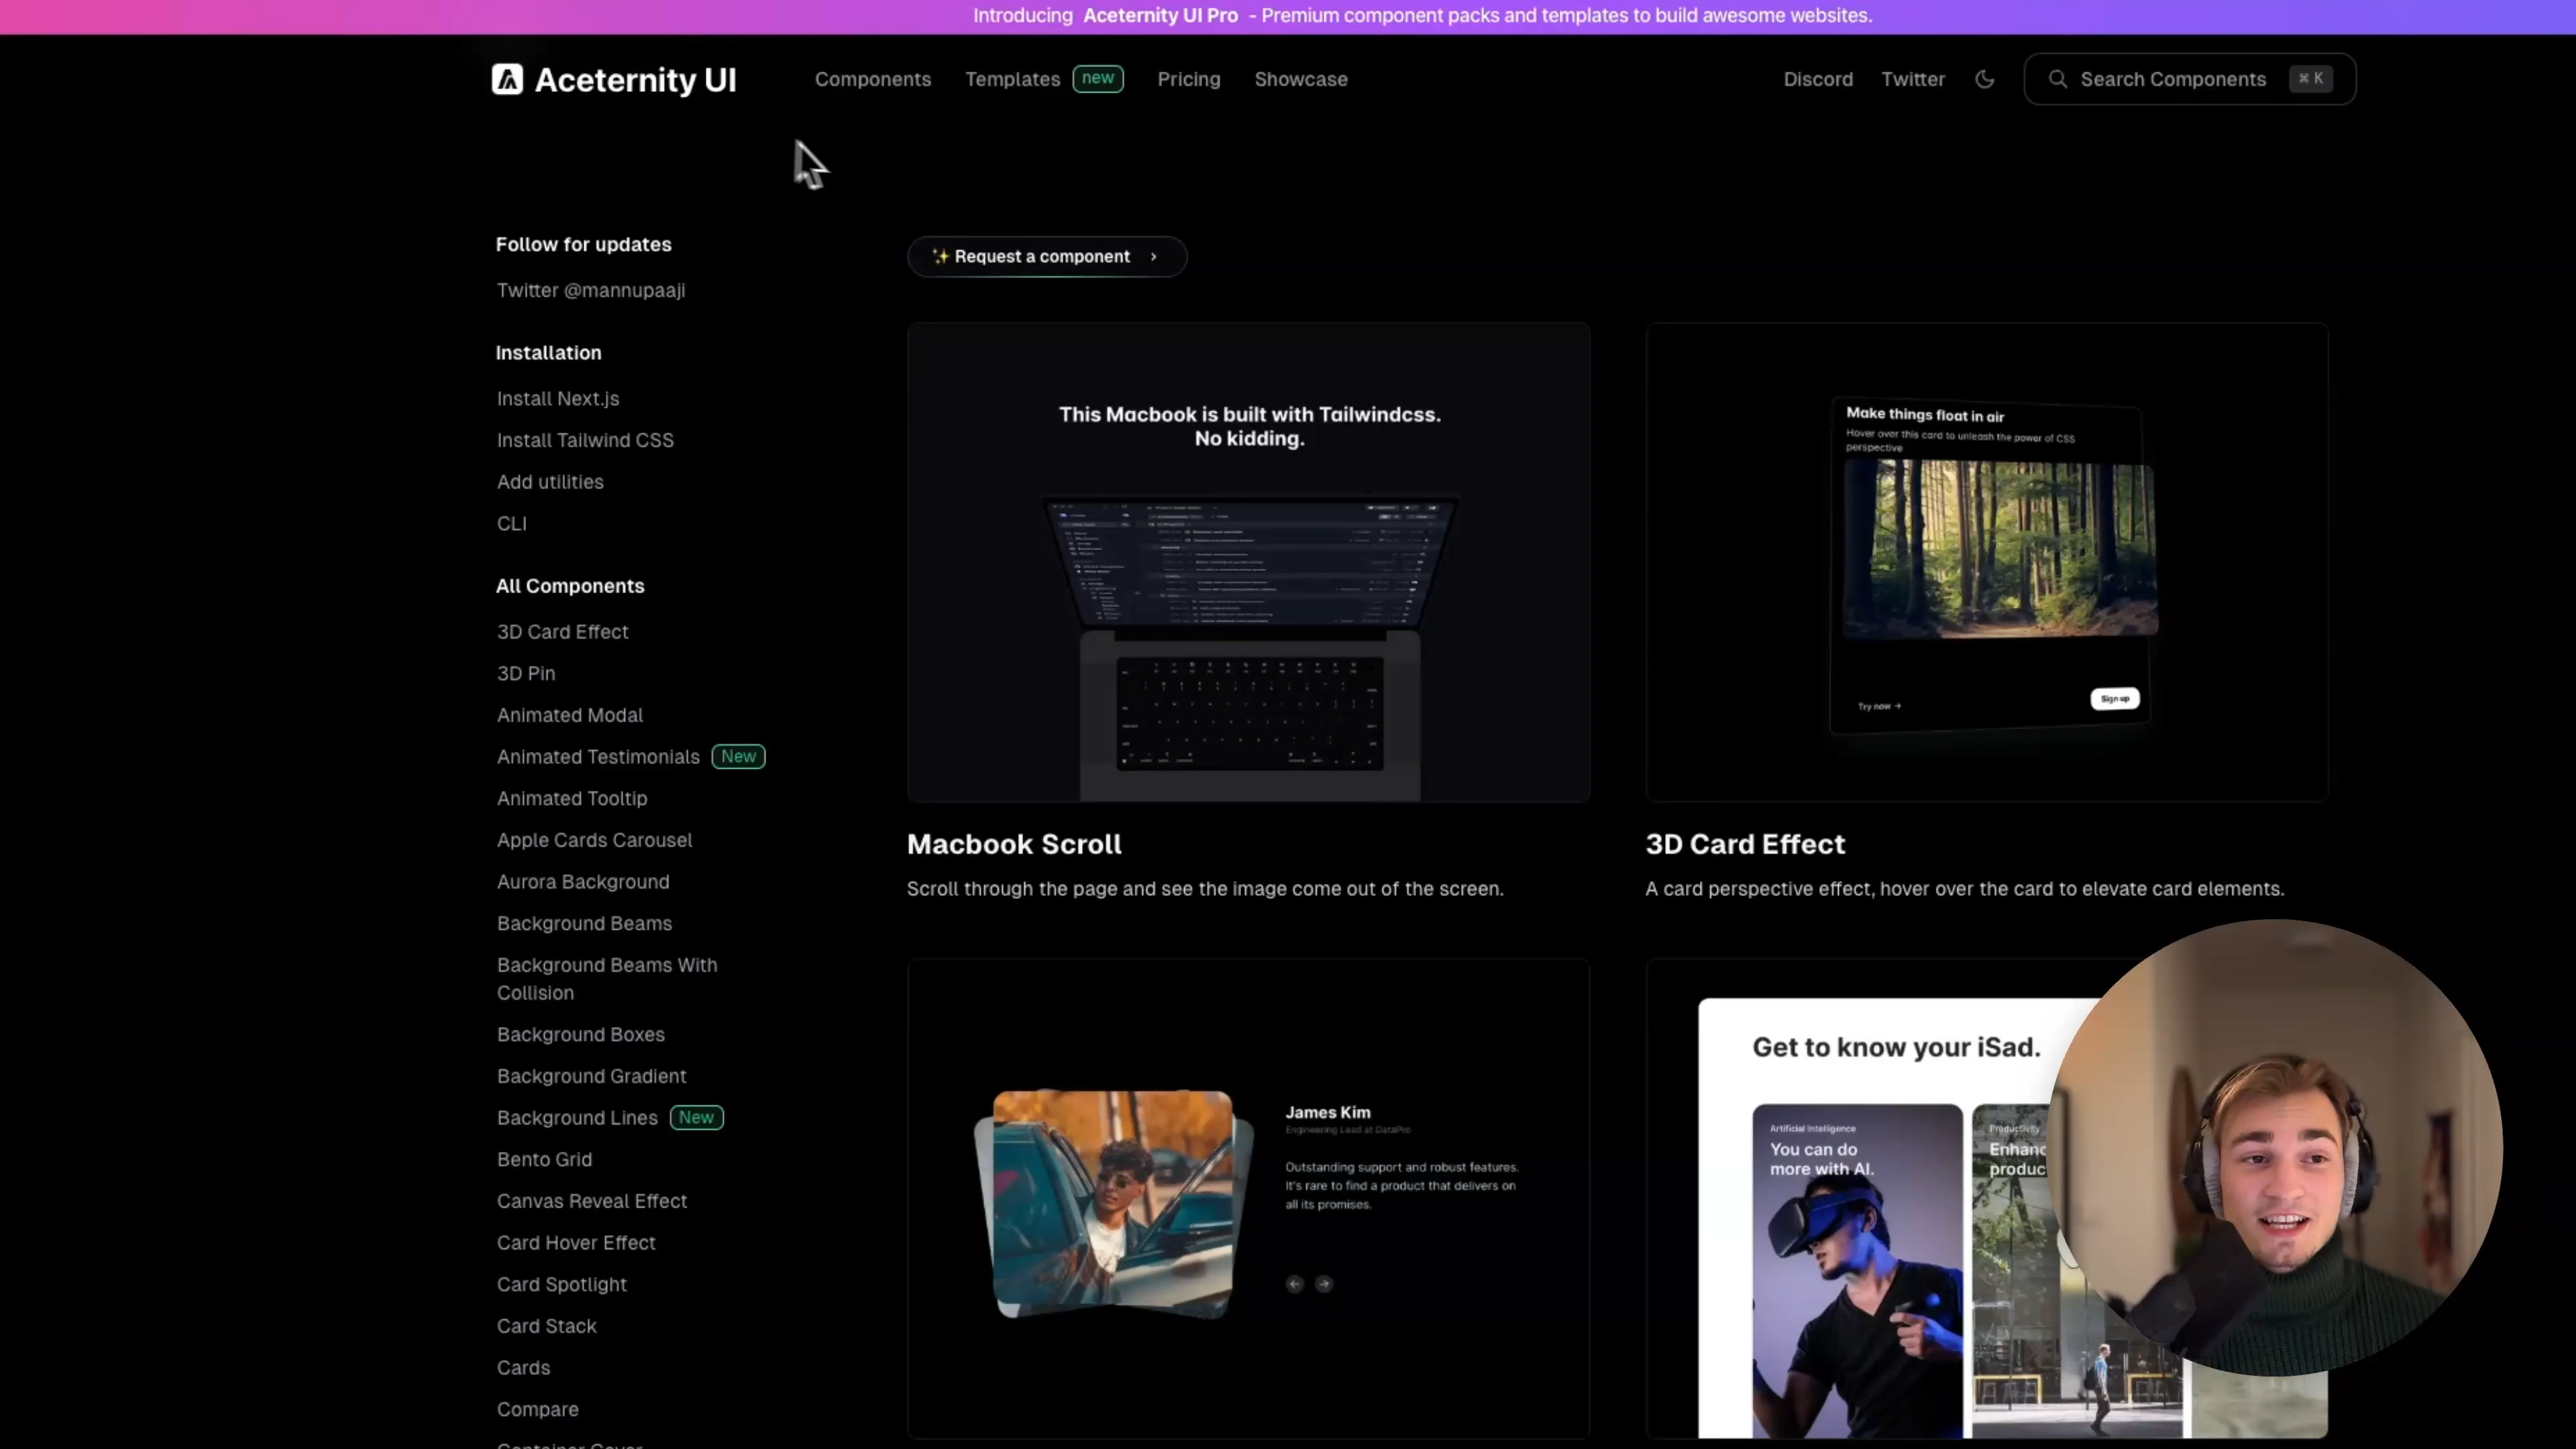 Introducing Aceternity UI Pro - Premium component packs and templates to build awesome websites.
Aceternity UI
Components
Templates
new
Pricing
Showcase
Discord
Twitter
Search Components
⌘ K
Follow for updates
Twitter @mannupaaji
Installation
Install Next.js
Install Tailwind CSS
Add utilities
CLI
All Components
3D Card Effect
3D Pin
Animated Modal
Animated Testimonials New
Animated Tooltip
Apple Cards Carousel
Aurora Background
Background Beams
Background Beams With
Collision
Background Boxes
Background Gradient
Background Lines New
Bento Grid
Canvas Reveal Effect
Card Hover Effect
Card Spotlight
Card Stack
Cards
Compare
✨ Request a component ›
This Macbook is built with Tailwindcss.
No kidding.
Macbook Scroll
Scroll through the page and see the image come out of the screen.
Make things float in air
Hover over this card to unleash the power of CSS
perspective
Try now →
Sign up
3D Card Effect
A card perspective effect, hover over the card to elevate card elements.
James Kim
Engineering Lead at DataPro
Outstanding support and robust features.
It's rare to find a product that delivers on
all its promises.
Get to know your iSad.
Artificial Intelligence
You can do
more with AI.
Productivity